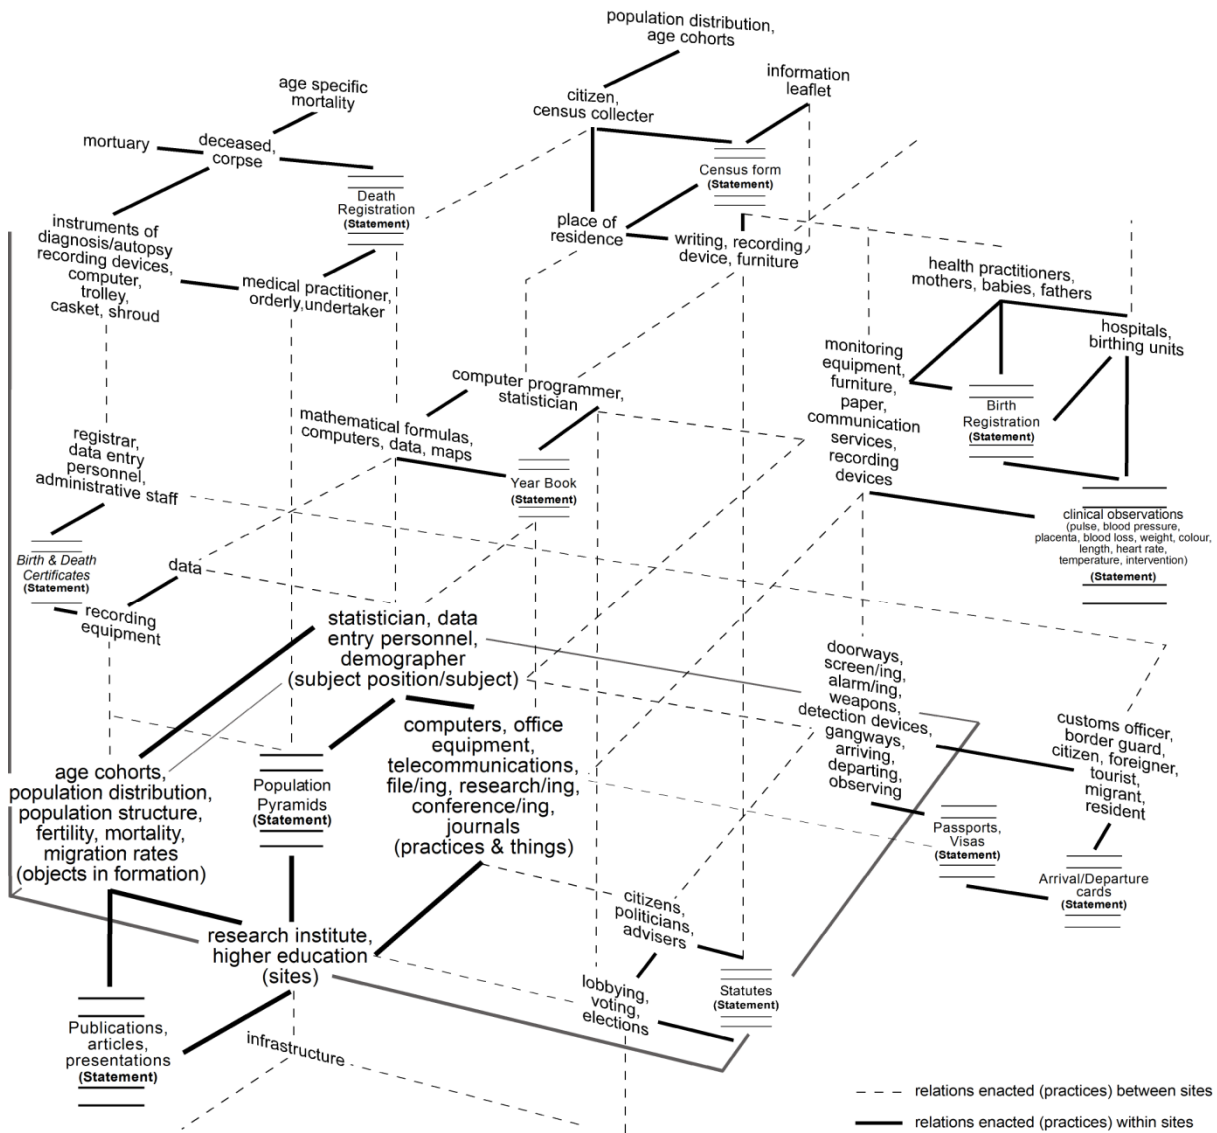 population distribution,
age cohorts
information
leaflet
age specific
mortality
citizen,
census collecter
mortuary
deceased,
corpse
Census form
(Statement)
Death
Registration
(Statement)
instruments of
diagnosis/autopsy
recording devices,
computer,
trolley,
casket, shroud
place of
residence
writing, recording
device, furniture
medical practitioner,
orderly,undertaker
health practitioners,
mothers, babies, fathers
hospitals,
birthing units
monitoring
equipment,
furniture,
paper,
communication
services,
recording
devices
Birth
Registration
(Statement)
computer programmer,
statistician
mathematical formulas,
computers, data, maps
Year Book
(Statement)
registrar,
data entry
personnel,
administrative staff
clinical observations
(pulse, blood pressure,
placenta, blood loss, weight, colour,
length, heart rate,
temperature, intervention)
(Statement)
Birth & Death
Certificates
(Statement)
data
recording
equipment
statistician, data
entry personnel,
demographer
(subject position/subject)
doorways,
screen/ing,
alarm/ing,
weapons,
detection devices,
gangways,
arriving,
departing,
observing
customs officer,
border guard,
citizen, foreigner,
tourist,
migrant,
resident
computers, office
equipment,
telecommunications,
file/ing, research/ing,
conference/ing,
journals
(practices & things)
age cohorts,
population distribution,
population structure,
fertility, mortality,
migration rates
(objects in formation)
Population
Pyramids
(Statement)
Passports,
Visas
(Statement)
Arrival/Departure
cards
(Statement)
citizens,
politicians,
advisers
research institute,
higher education
(sites)
lobbying,
voting,
elections
Statutes
(Statement)
Publications,
articles,
presentations
(Statement)
infrastructure
relations enacted (practices) between sites
relations enacted (practices) within sites